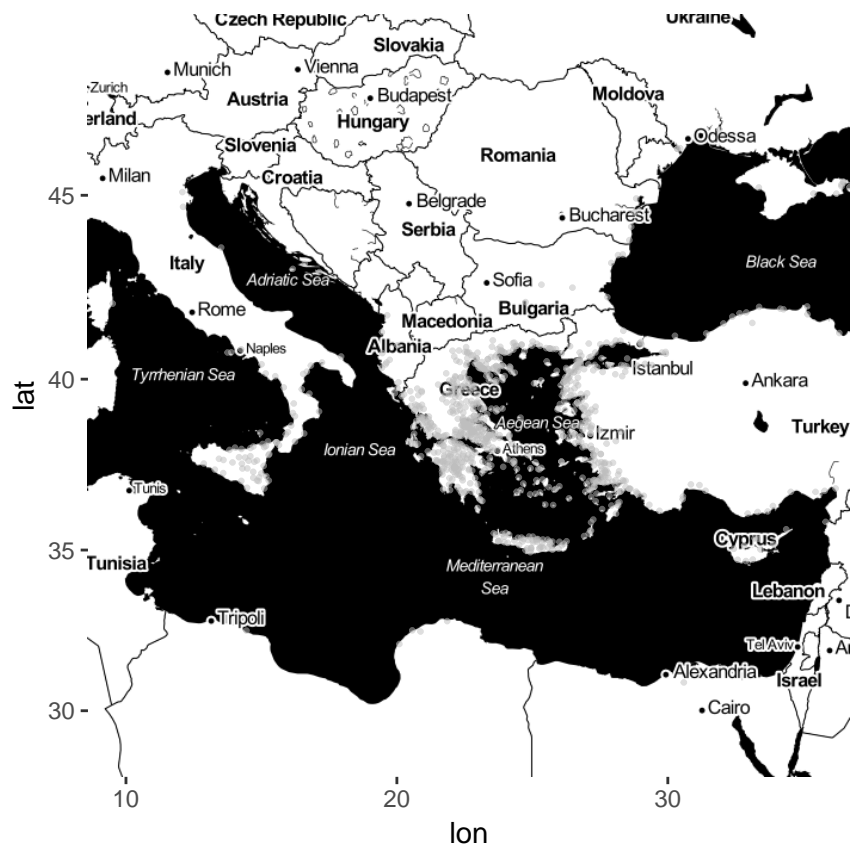 Czech Republic
Ukraine
Slovakia
Munich
Vienna
Zurich
Austria
Budapest
Moldova
erland
Hungary
Odessa
Slovenia
Romania
Milan
Croatia
45
Belgrade
Bucharest
Serbia
Italy
Adriatic Sea
Sofia
Black Sea
Rome
Bulgaria
Macedonia
Albania
Naples
Istanbul
40
Tyrrhenian Sea
Greece
Ankara
Aegean Sea
Izmir
Turkey
Ionian Sea
Athens
Tunis
lat
35
Cyprus
Tunisia
Mediterranean
Sea
Lebanon
D
Tripoli
Tel Aviv
Ar
Alexandria
Israel
30
Cairo
10
20
30
lon